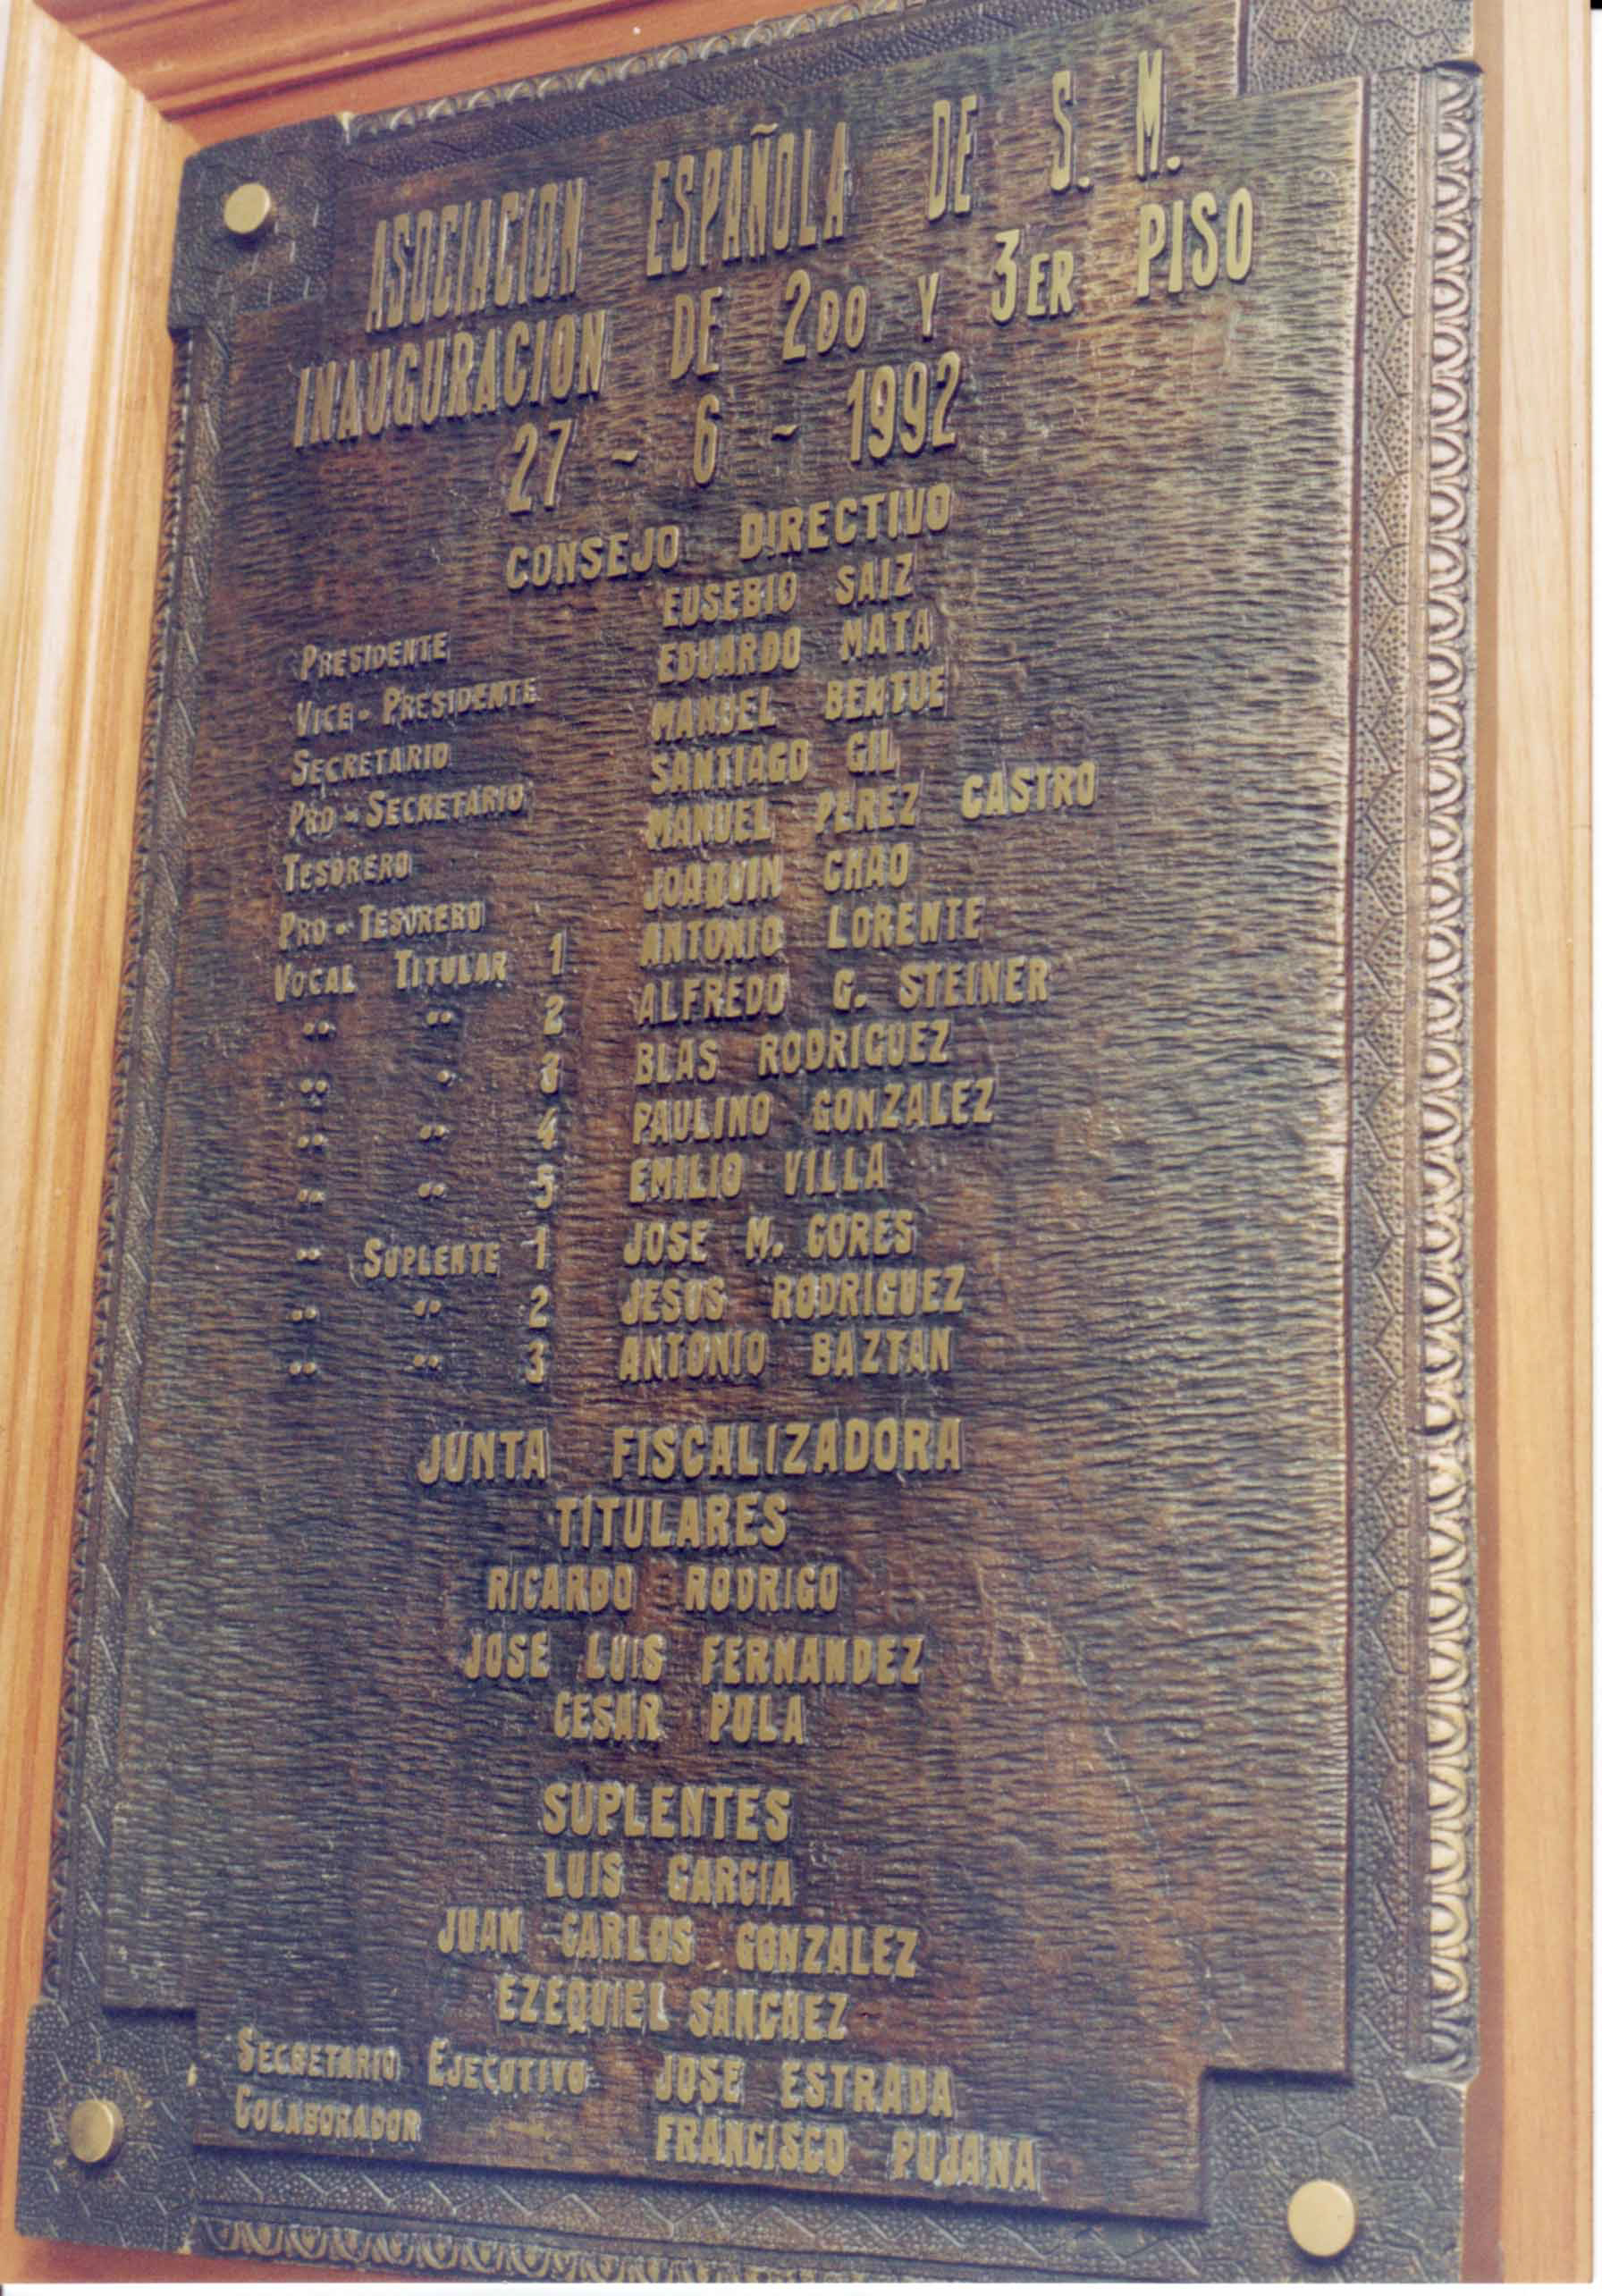 ASOCIACION ESPAÑOLA DE S. M.
INAUGURACION DE 2DO Y 3ER PISO
27 - 6 - 1992
CONSEJO DIRECTIVO
PRESIDENTE EUSEBIO SAIZ
VICE-PRESIDENTE EDUARDO MATA
SECRETARIO MANUEL BENTUE
PRO-SECRETARIO SANTIAGO GIL
TESORERO MANUEL PEREZ CASTRO
PRO-TESORERO JOAQUIN CHAO
VOCAL TITULAR 1 ANTONIO LORENTE
" " 2 ALFREDO G. STEINER
" " 3 BLAS RODRIGUEZ
" " 4 PAULINO GONZALEZ
" " 5 EMILIO VILLA
" SUPLENTE 1 JOSE M. GORES
" " 2 JESUS RODRIGUEZ
" " 3 ANTONIO BAZTAN
JUNTA FISCALIZADORA
TITULARES
RICARDO RODRIGO
JOSE LUIS FERNANDEZ
CESAR POLA
SUPLENTES
LUIS GARCIA
JUAN CARLOS GONZALEZ
EZEQUIEL SANCHEZ
SECRETARIO EJECUTIVO JOSE ESTRADA
COLABORADOR FRANCISCO PUJANA